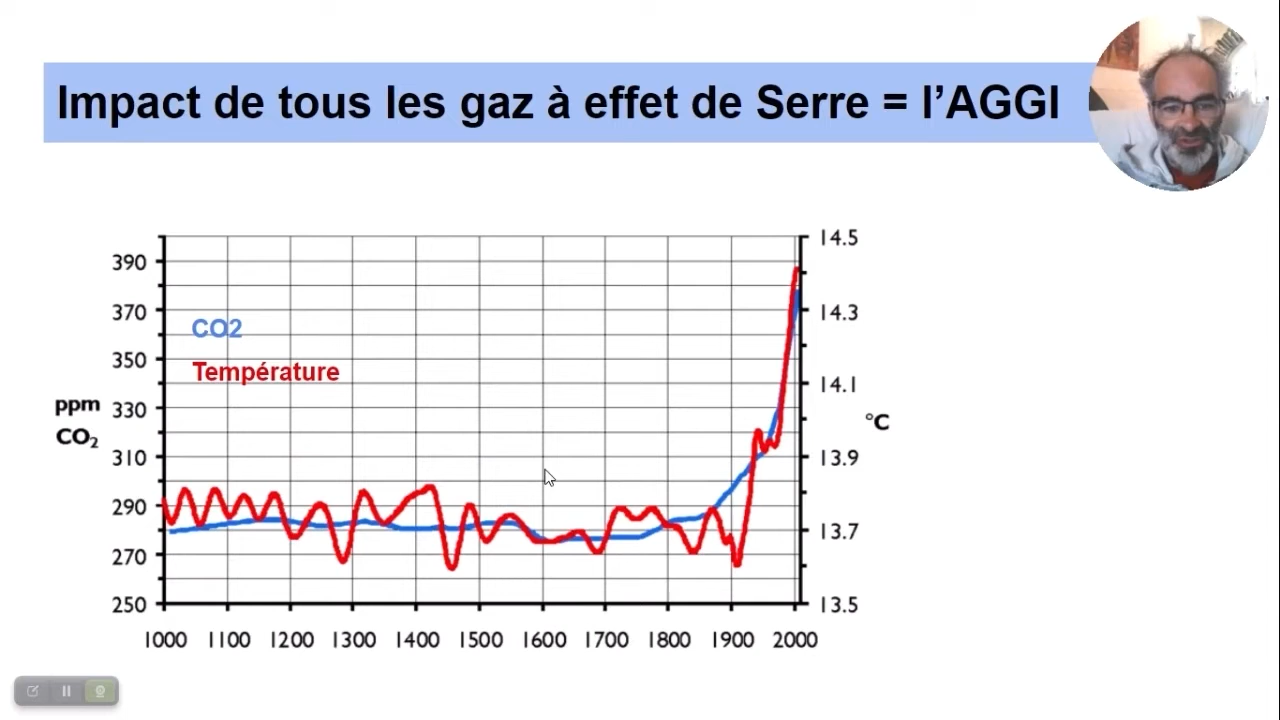 Impact de tous les gaz à effet de Serre = l’AGGI
14.5
390
370
14.3
CO2
350
Température
14.1
ppm
330
°C
CO₂
310
13.9
290
13.7
270
250
13.5
1000 1100 1200 1300 1400 1500 1600 1700 1800 1900 2000